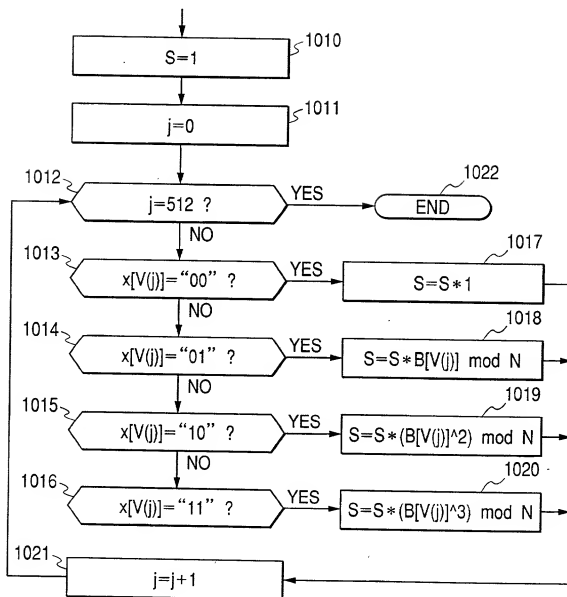 1010
S=1
1011
j=0
1012
j=512 ?
YES
1022
END
NO
1013
x[V(j)]="00" ?
YES
1017
S=S*1
NO
1014
x[V(j)]="01" ?
YES
1018
S=S*B[V(j)] mod N
NO
1015
x[V(j)]="10" ?
YES
1019
S=S*(B[V(j)]^2) mod N
NO
1016
x[V(j)]="11" ?
YES
1020
S=S*(B[V(j)]^3) mod N
1021
j=j+1